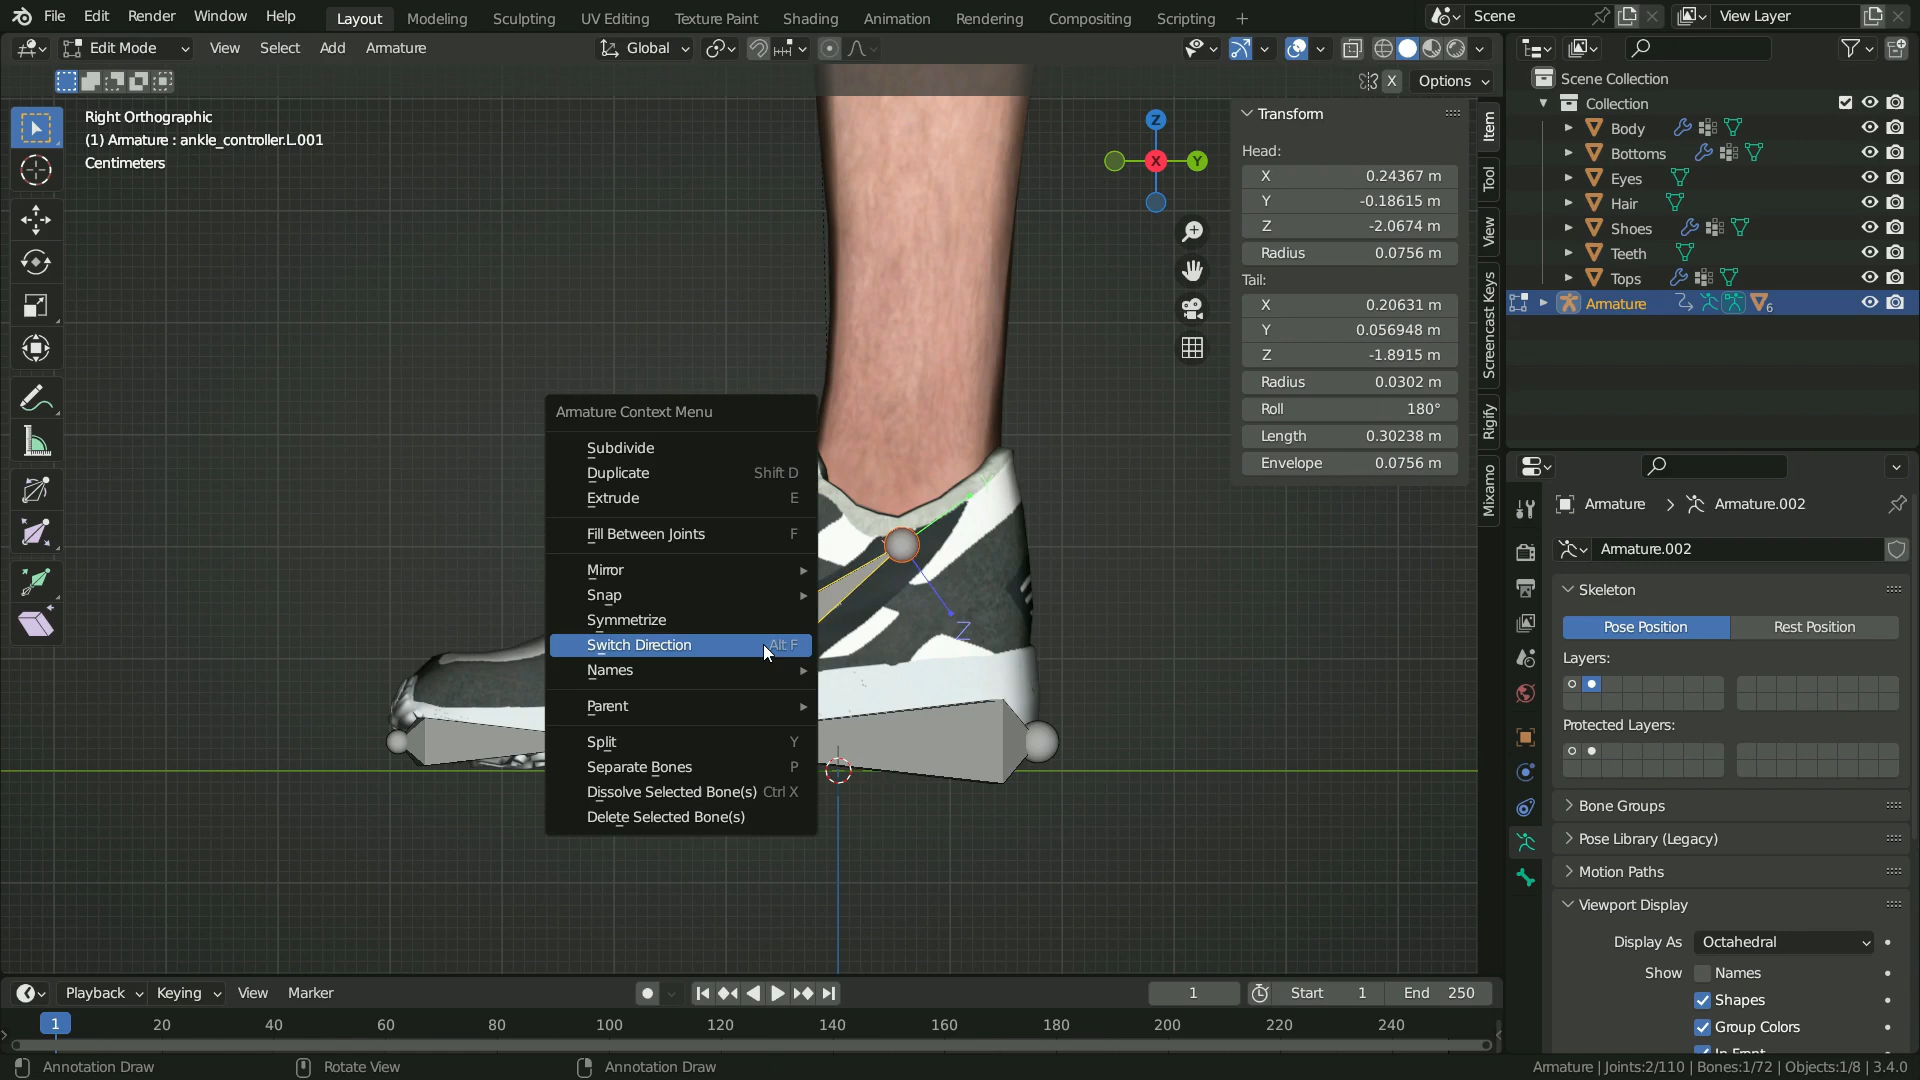 File Edit Render Window Help Layout Modeling Sculpting UV Editing Texture Paint Shading Animation Rendering Compositing Scripting + Scene View Layer
Edit Mode View Select Add Armature Global
X Options
Right Orthographic
(1) Armature : ankle_controller.L.001
Centimeters
Z
X
Y
Transform
Head:
X 0.24367 m
Y -0.18615 m
Z -2.0674 m
Radius 0.0756 m
Tail:
X 0.20631 m
Y 0.056948 m
Z -1.8915 m
Radius 0.0302 m
Roll 180°
Length 0.30238 m
Envelope 0.0756 m
Item
Tool
View
Screencast Keys
Rigify
Mixamo
Armature Context Menu
Subdivide
Duplicate Shift D
Extrude E
Fill Between Joints F
Mirror
Snap
Symmetrize
Switch Direction Alt F
Names
Parent
Split Y
Separate Bones P
Dissolve Selected Bone(s) Ctrl X
Delete Selected Bone(s)
Z
Scene Collection
Collection
Body
Bottoms
Eyes
Hair
Shoes
Teeth
Tops
Armature 6
Armature > Armature.002
Armature.002
Skeleton
Pose Position Rest Position
Layers:
Protected Layers:
Bone Groups
Pose Library (Legacy)
Motion Paths
Viewport Display
Display As Octahedral
Show Names
Shapes
Group Colors
In Front
Playback Keying View Marker 1 Start 1 End 250
1 20 40 60 80 100 120 140 160 180 200 220 240
Annotation Draw Rotate View Annotation Draw Armature | Joints:2/110 | Bones:1/72 | Objects:1/8 | 3.4.0